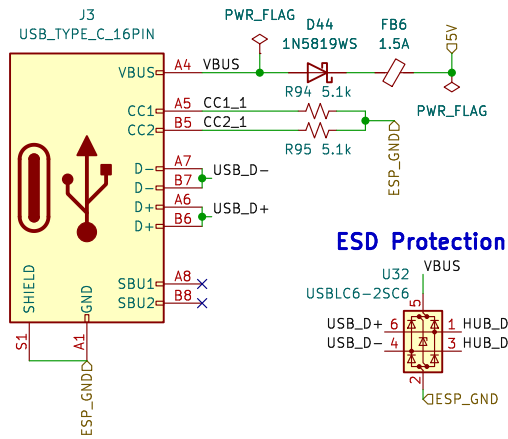 J3
USB_TYPE_C_16PIN
PWR_FLAG
D44
1N5819WS
FB6
1.5A
5V
VBUS
A4
VBUS
PWR_FLAG
R94 5.1k
CC1
A5
CC1_1
CC2
B5
CC2_1
R95 5.1k
ESP_GND
D-
A7
USB_D-
D-
B7
D+
A6
USB_D+
D+
B6
ESD Protection
SBU1
A8
SBU2
B8
SHIELD
GND
S1
A1
ESP_GND
U32
USBLC6-2SC6
VBUS
5
USB_D+
6
1
HUB_D
USB_D-
4
3
HUB_D
2
ESP_GND